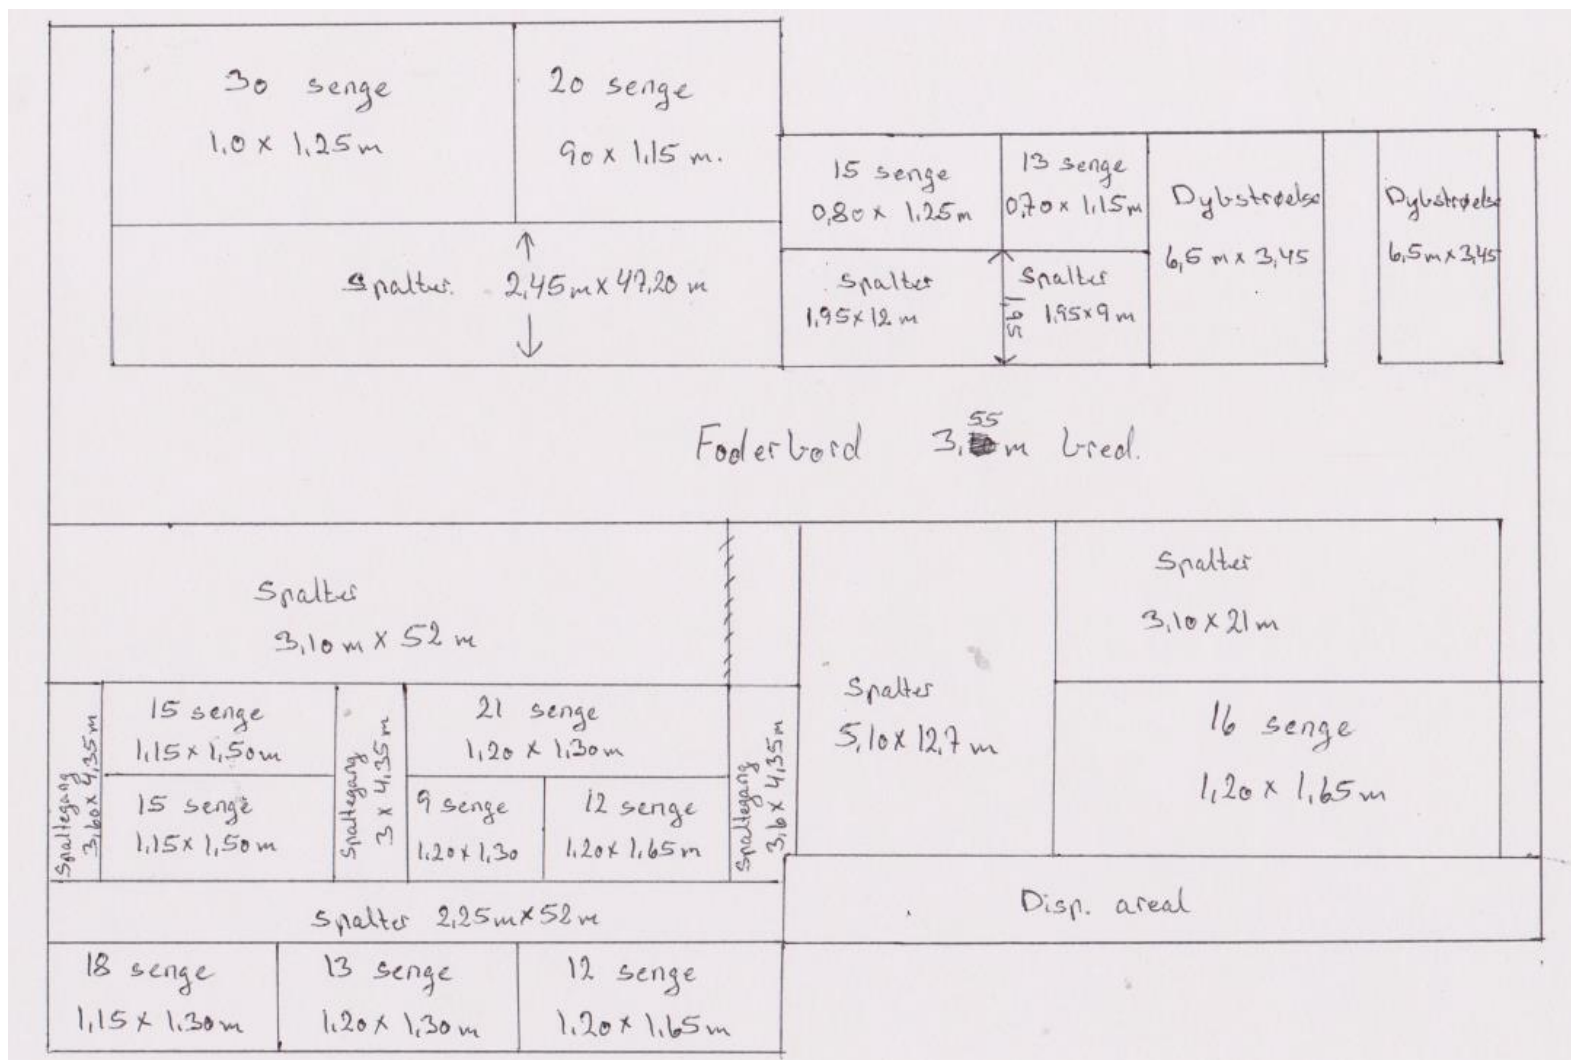 30 senge
1,0 x 1,25 m
20 senge
90 x 1,15 m.
15 senge
0,80 x 1,25 m
13 senge
0,70 x 1,15 m
Dybstrøelse
6,5 m x 3,45
Dybstrøelse
6,5 m x 3,45
Spalter. 2,45 m x 47,20 m
Spalter
1,95 x 12 m
1,95
Spalter
1,95 x 9 m
55
Foderbord 3, m bred.
Spalter
3,10 m x 52 m
Spalter
5,10 x 12,7 m
Spalter
3,10 x 21 m
16 senge
1,20 x 1,65 m
Spaltegang
3,60 x 4,35 m
15 senge
1,15 x 1,50 m
15 senge
1,15 x 1,50 m
Spaltegang
3 x 4,35 m
21 senge
1,20 x 1,30 m
9 senge
1,20 x 1,30
12 senge
1,20 x 1,65 m
Spaltegang
3,6 x 4,35 m
Spalter 2,25 m x 52 m
Disp. areal
18 senge
1,15 x 1,30 m
13 senge
1,20 x 1,30 m
12 senge
1,20 x 1,65 m